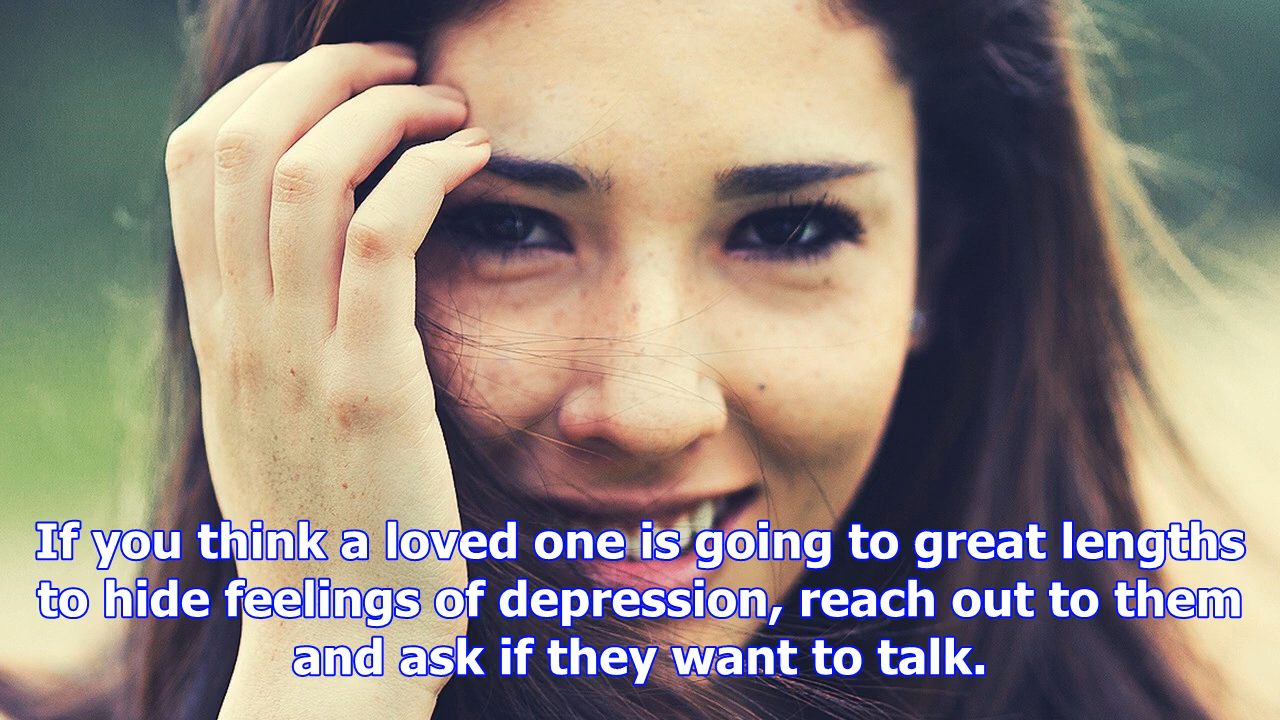 If you think a loved one is going to great lengths
to hide feelings of depression, reach out to them
and ask if they want to talk.